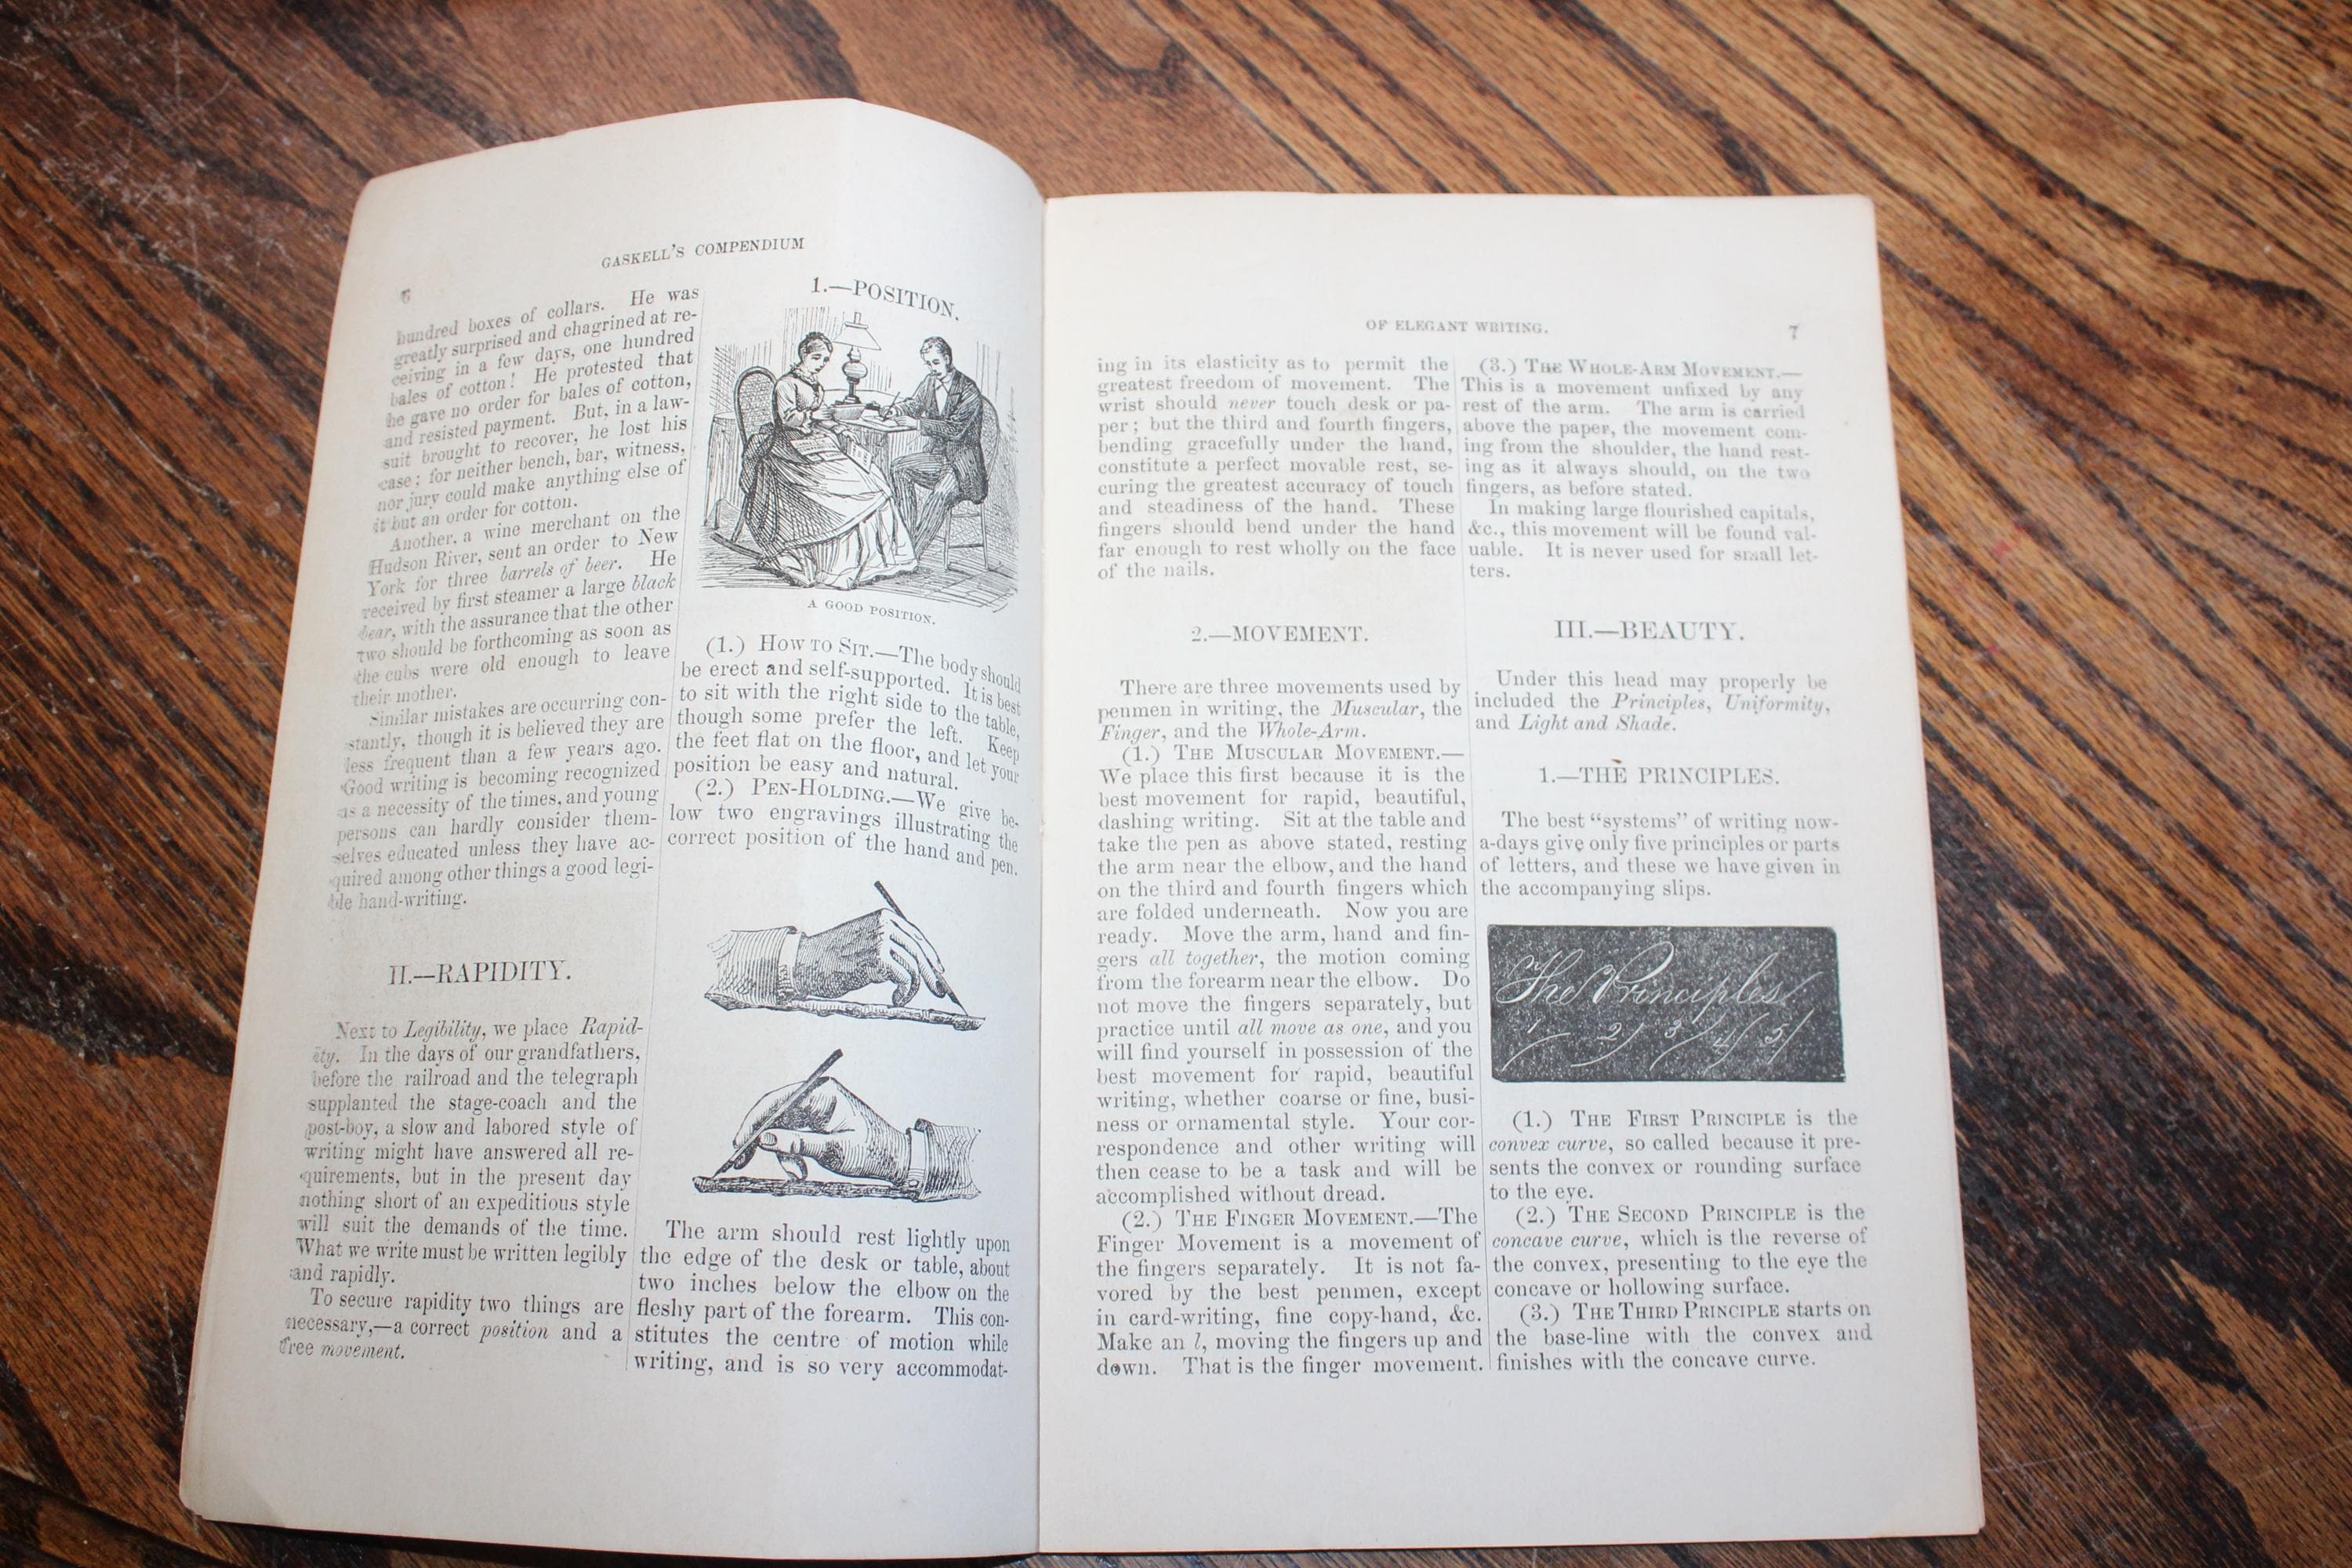 GASKELL'S COMPENDIUM
6
hundred boxes of collars. He was
greatly surprised and chagrined at re-
ceiving in a few days, one hundred
bales of cotton! He protested that
he gave no order for bales of cotton,
and resisted payment. But, in a law-
suit brought to recover, he lost his
case; for neither bench, bar, witness,
nor jury could make anything else of
it but an order for cotton.
Another, a wine merchant on the
Hudson River, sent an order to New
York for three barrels of beer. He
received by first steamer a large black
bear, with the assurance that the other
two should be forthcoming as soon as
the cubs were old enough to leave
their mother.
Similar mistakes are occurring con-
stantly, though it is believed they are
less frequent than a few years ago.
Good writing is becoming recognized
as a necessity of the times, and young
persons can hardly consider them-
selves educated unless they have ac-
quired among other things a good legi-
ble hand-writing.
II.—RAPIDITY.
Next to Legibility, we place Rapid-
ity. In the days of our grandfathers,
before the railroad and the telegraph
supplanted the stage-coach and the
post-boy, a slow and labored style of
writing might have answered all re-
quirements, but in the present day
nothing short of an expeditious style
will suit the demands of the time.
What we write must be written legibly
and rapidly.
To secure rapidity two things are
necessary,—a correct position and a
free movement.
1.—POSITION.
A GOOD POSITION.
(1.) HOW TO SIT.—The body should
be erect and self-supported. It is best
to sit with the right side to the table,
though some prefer the left. Keep
the feet flat on the floor, and let your
position be easy and natural.
(2.) PEN-HOLDING.—We give be-
low two engravings illustrating the
correct position of the hand and pen.
The arm should rest lightly upon
the edge of the desk or table, about
two inches below the elbow on the
fleshy part of the forearm. This con-
stitutes the centre of motion while
writing, and is so very accommodat-
OF ELEGANT WRITING.
7
ing in its elasticity as to permit the
greatest freedom of movement. The
wrist should never touch desk or pa-
per; but the third and fourth fingers,
bending gracefully under the hand,
constitute a perfect movable rest, se-
curing the greatest accuracy of touch
and steadiness of the hand. These
fingers should bend under the hand
far enough to rest wholly on the face
of the nails.
2.—MOVEMENT.
There are three movements used by
penmen in writing, the Muscular, the
Finger, and the Whole-Arm.
(1.) THE MUSCULAR MOVEMENT.—
We place this first because it is the
best movement for rapid, beautiful,
dashing writing. Sit at the table and
take the pen as above stated, resting
the arm near the elbow, and the hand
on the third and fourth fingers which
are folded underneath. Now you are
ready. Move the arm, hand and fin-
gers all together, the motion coming
from the forearm near the elbow. Do
not move the fingers separately, but
practice until all move as one, and you
will find yourself in possession of the
best movement for rapid, beautiful
writing, whether coarse or fine, busi-
ness or ornamental style. Your cor-
respondence and other writing will
then cease to be a task and will be
accomplished without dread.
(2.) THE FINGER MOVEMENT.—The
Finger Movement is a movement of
the fingers separately. It is not fa-
vored by the best penmen, except
in card-writing, fine copy-hand, &c.
Make an l, moving the fingers up and
down. That is the finger movement.
(3.) THE WHOLE-ARM MOVEMENT.—
This is a movement unfixed by any
rest of the arm. The arm is carried
above the paper, the movement com-
ing from the shoulder, the hand rest-
ing as it always should, on the two
fingers, as before stated.
In making large flourished capitals,
&c., this movement will be found val-
uable. It is never used for small let-
ters.
III.—BEAUTY.
Under this head may properly be
included the Principles, Uniformity,
and Light and Shade.
1.—THE PRINCIPLES.
The best "systems" of writing now-
a-days give only five principles or parts
of letters, and these we have given in
the accompanying slips.
The Principles
1 2 3 4 5
(1.) THE FIRST PRINCIPLE is the
convex curve, so called because it pre-
sents the convex or rounding surface
to the eye.
(2.) THE SECOND PRINCIPLE is the
concave curve, which is the reverse of
the convex, presenting to the eye the
concave or hollowing surface.
(3.) THE THIRD PRINCIPLE starts on
the base-line with the convex and
finishes with the concave curve.